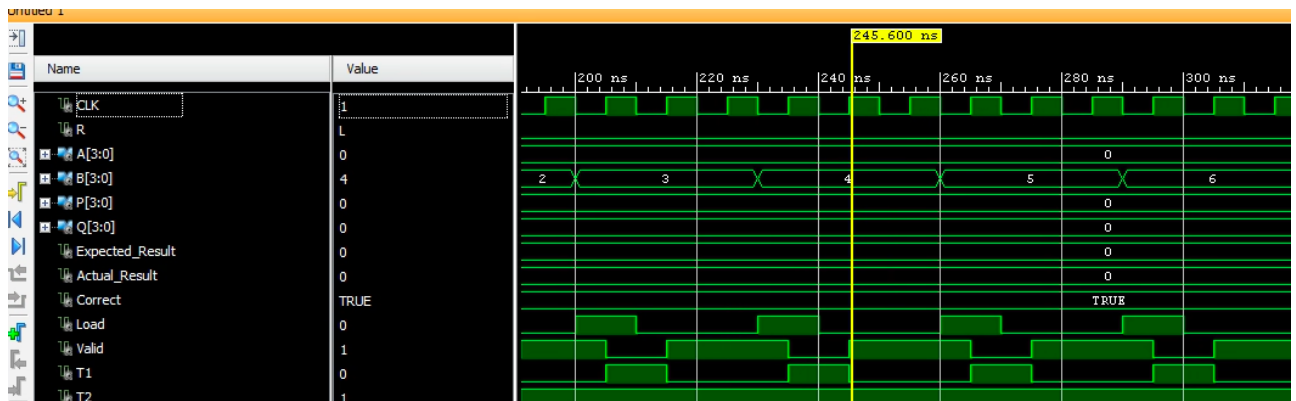 Untitled 1
245.600 ns
Name Value
200 ns 220 ns 240 ns 260 ns 280 ns 300 ns
CLK 1
R L
A[3:0] 0 0
B[3:0] 4 2 3 4 5 6
P[3:0] 0 0
Q[3:0] 0 0
Expected_Result 0 0
Actual_Result 0 0
Correct TRUE TRUE
Load 0
Valid 1
T1 0
T2 1